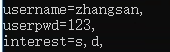 username=zhangsan,
userpwd=123,
interest=s,d,